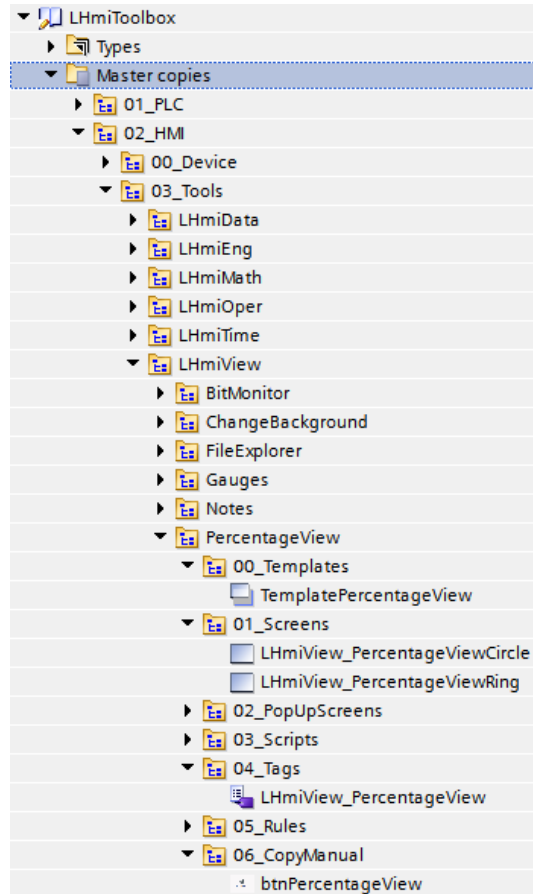 LHmiToolbox
Types
Master copies
01_PLC
02_HMI
00_Device
03_Tools
LHmiData
LHmiEng
LHmiMath
LHmiOper
LHmiTime
LHmiView
BitMonitor
ChangeBackground
FileExplorer
Gauges
Notes
PercentageView
00_Templates
TemplatePercentageView
01_Screens
LHmiView_PercentageViewCircle
LHmiView_PercentageViewRing
02_PopUpScreens
03_Scripts
04_Tags
LHmiView_PercentageView
05_Rules
06_CopyManual
btnPercentageView